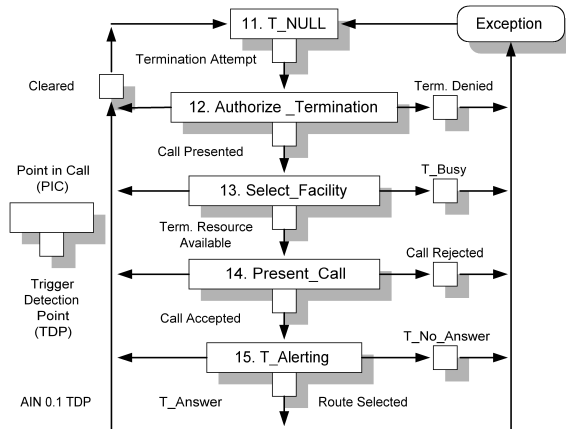 11. T_NULL
Exception
Termination Attempt
Cleared
Term. Denied
12. Authorize _Termination
Call Presented
Point in Call
(PIC)
T_Busy
13. Select_Facility
Term. Resource
Available
Call Rejected
14. Present_Call
Trigger
Detection
Point
(TDP)
Call Accepted
T_No_Answer
15. T_Alerting
AIN 0.1 TDP
T_Answer
Route Selected